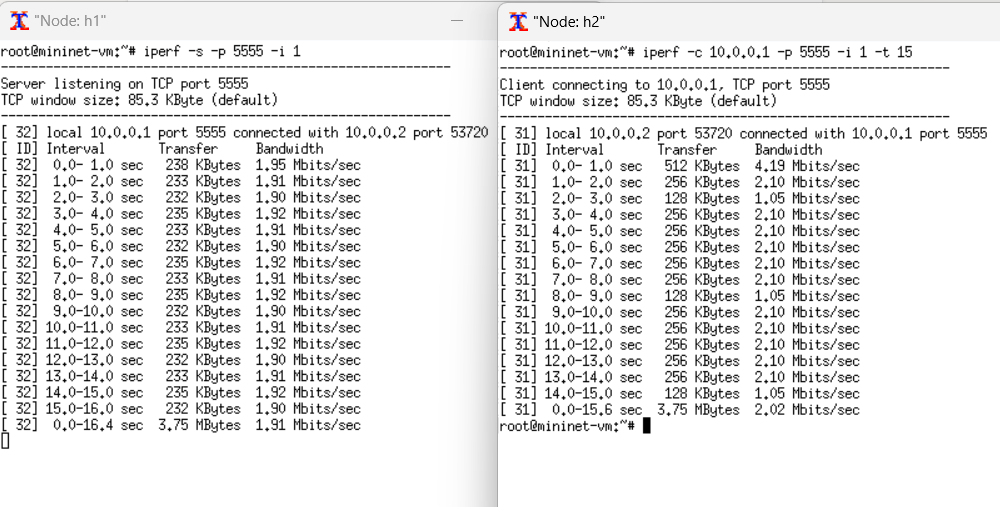 "Node: h1"
root@mininet-vm:~# iperf -s -p 5555 -i 1
------------------------------------------------------------
Server listening on TCP port 5555
TCP window size: 85.3 KByte (default)
------------------------------------------------------------
[ 32] local 10.0.0.1 port 5555 connected with 10.0.0.2 port 53720
[ ID] Interval       Transfer     Bandwidth
[ 32]  0.0- 1.0 sec   238 KBytes  1.95 Mbits/sec
[ 32]  1.0- 2.0 sec   233 KBytes  1.91 Mbits/sec
[ 32]  2.0- 3.0 sec   232 KBytes  1.90 Mbits/sec
[ 32]  3.0- 4.0 sec   235 KBytes  1.92 Mbits/sec
[ 32]  4.0- 5.0 sec   233 KBytes  1.91 Mbits/sec
[ 32]  5.0- 6.0 sec   232 KBytes  1.90 Mbits/sec
[ 32]  6.0- 7.0 sec   235 KBytes  1.92 Mbits/sec
[ 32]  7.0- 8.0 sec   233 KBytes  1.91 Mbits/sec
[ 32]  8.0- 9.0 sec   235 KBytes  1.92 Mbits/sec
[ 32]  9.0-10.0 sec   232 KBytes  1.90 Mbits/sec
[ 32] 10.0-11.0 sec   233 KBytes  1.91 Mbits/sec
[ 32] 11.0-12.0 sec   235 KBytes  1.92 Mbits/sec
[ 32] 12.0-13.0 sec   232 KBytes  1.90 Mbits/sec
[ 32] 13.0-14.0 sec   233 KBytes  1.91 Mbits/sec
[ 32] 14.0-15.0 sec   235 KBytes  1.92 Mbits/sec
[ 32] 15.0-16.0 sec   232 KBytes  1.90 Mbits/sec
[ 32]  0.0-16.4 sec  3.75 MBytes  1.91 Mbits/sec
"Node: h2"
root@mininet-vm:~# iperf -c 10.0.0.1 -p 5555 -i 1 -t 15
------------------------------------------------------------
Client connecting to 10.0.0.1, TCP port 5555
TCP window size: 85.3 KByte (default)
------------------------------------------------------------
[ 31] local 10.0.0.2 port 53720 connected with 10.0.0.1 port 5555
[ ID] Interval       Transfer     Bandwidth
[ 31]  0.0- 1.0 sec   512 KBytes  4.19 Mbits/sec
[ 31]  1.0- 2.0 sec   256 KBytes  2.10 Mbits/sec
[ 31]  2.0- 3.0 sec   128 KBytes  1.05 Mbits/sec
[ 31]  3.0- 4.0 sec   256 KBytes  2.10 Mbits/sec
[ 31]  4.0- 5.0 sec   256 KBytes  2.10 Mbits/sec
[ 31]  5.0- 6.0 sec   256 KBytes  2.10 Mbits/sec
[ 31]  6.0- 7.0 sec   256 KBytes  2.10 Mbits/sec
[ 31]  7.0- 8.0 sec   256 KBytes  2.10 Mbits/sec
[ 31]  8.0- 9.0 sec   128 KBytes  1.05 Mbits/sec
[ 31]  9.0-10.0 sec   256 KBytes  2.10 Mbits/sec
[ 31] 10.0-11.0 sec   256 KBytes  2.10 Mbits/sec
[ 31] 11.0-12.0 sec   256 KBytes  2.10 Mbits/sec
[ 31] 12.0-13.0 sec   256 KBytes  2.10 Mbits/sec
[ 31] 13.0-14.0 sec   256 KBytes  2.10 Mbits/sec
[ 31] 14.0-15.0 sec   128 KBytes  1.05 Mbits/sec
[ 31]  0.0-15.6 sec  3.75 MBytes  2.02 Mbits/sec
root@mininet-vm:~#